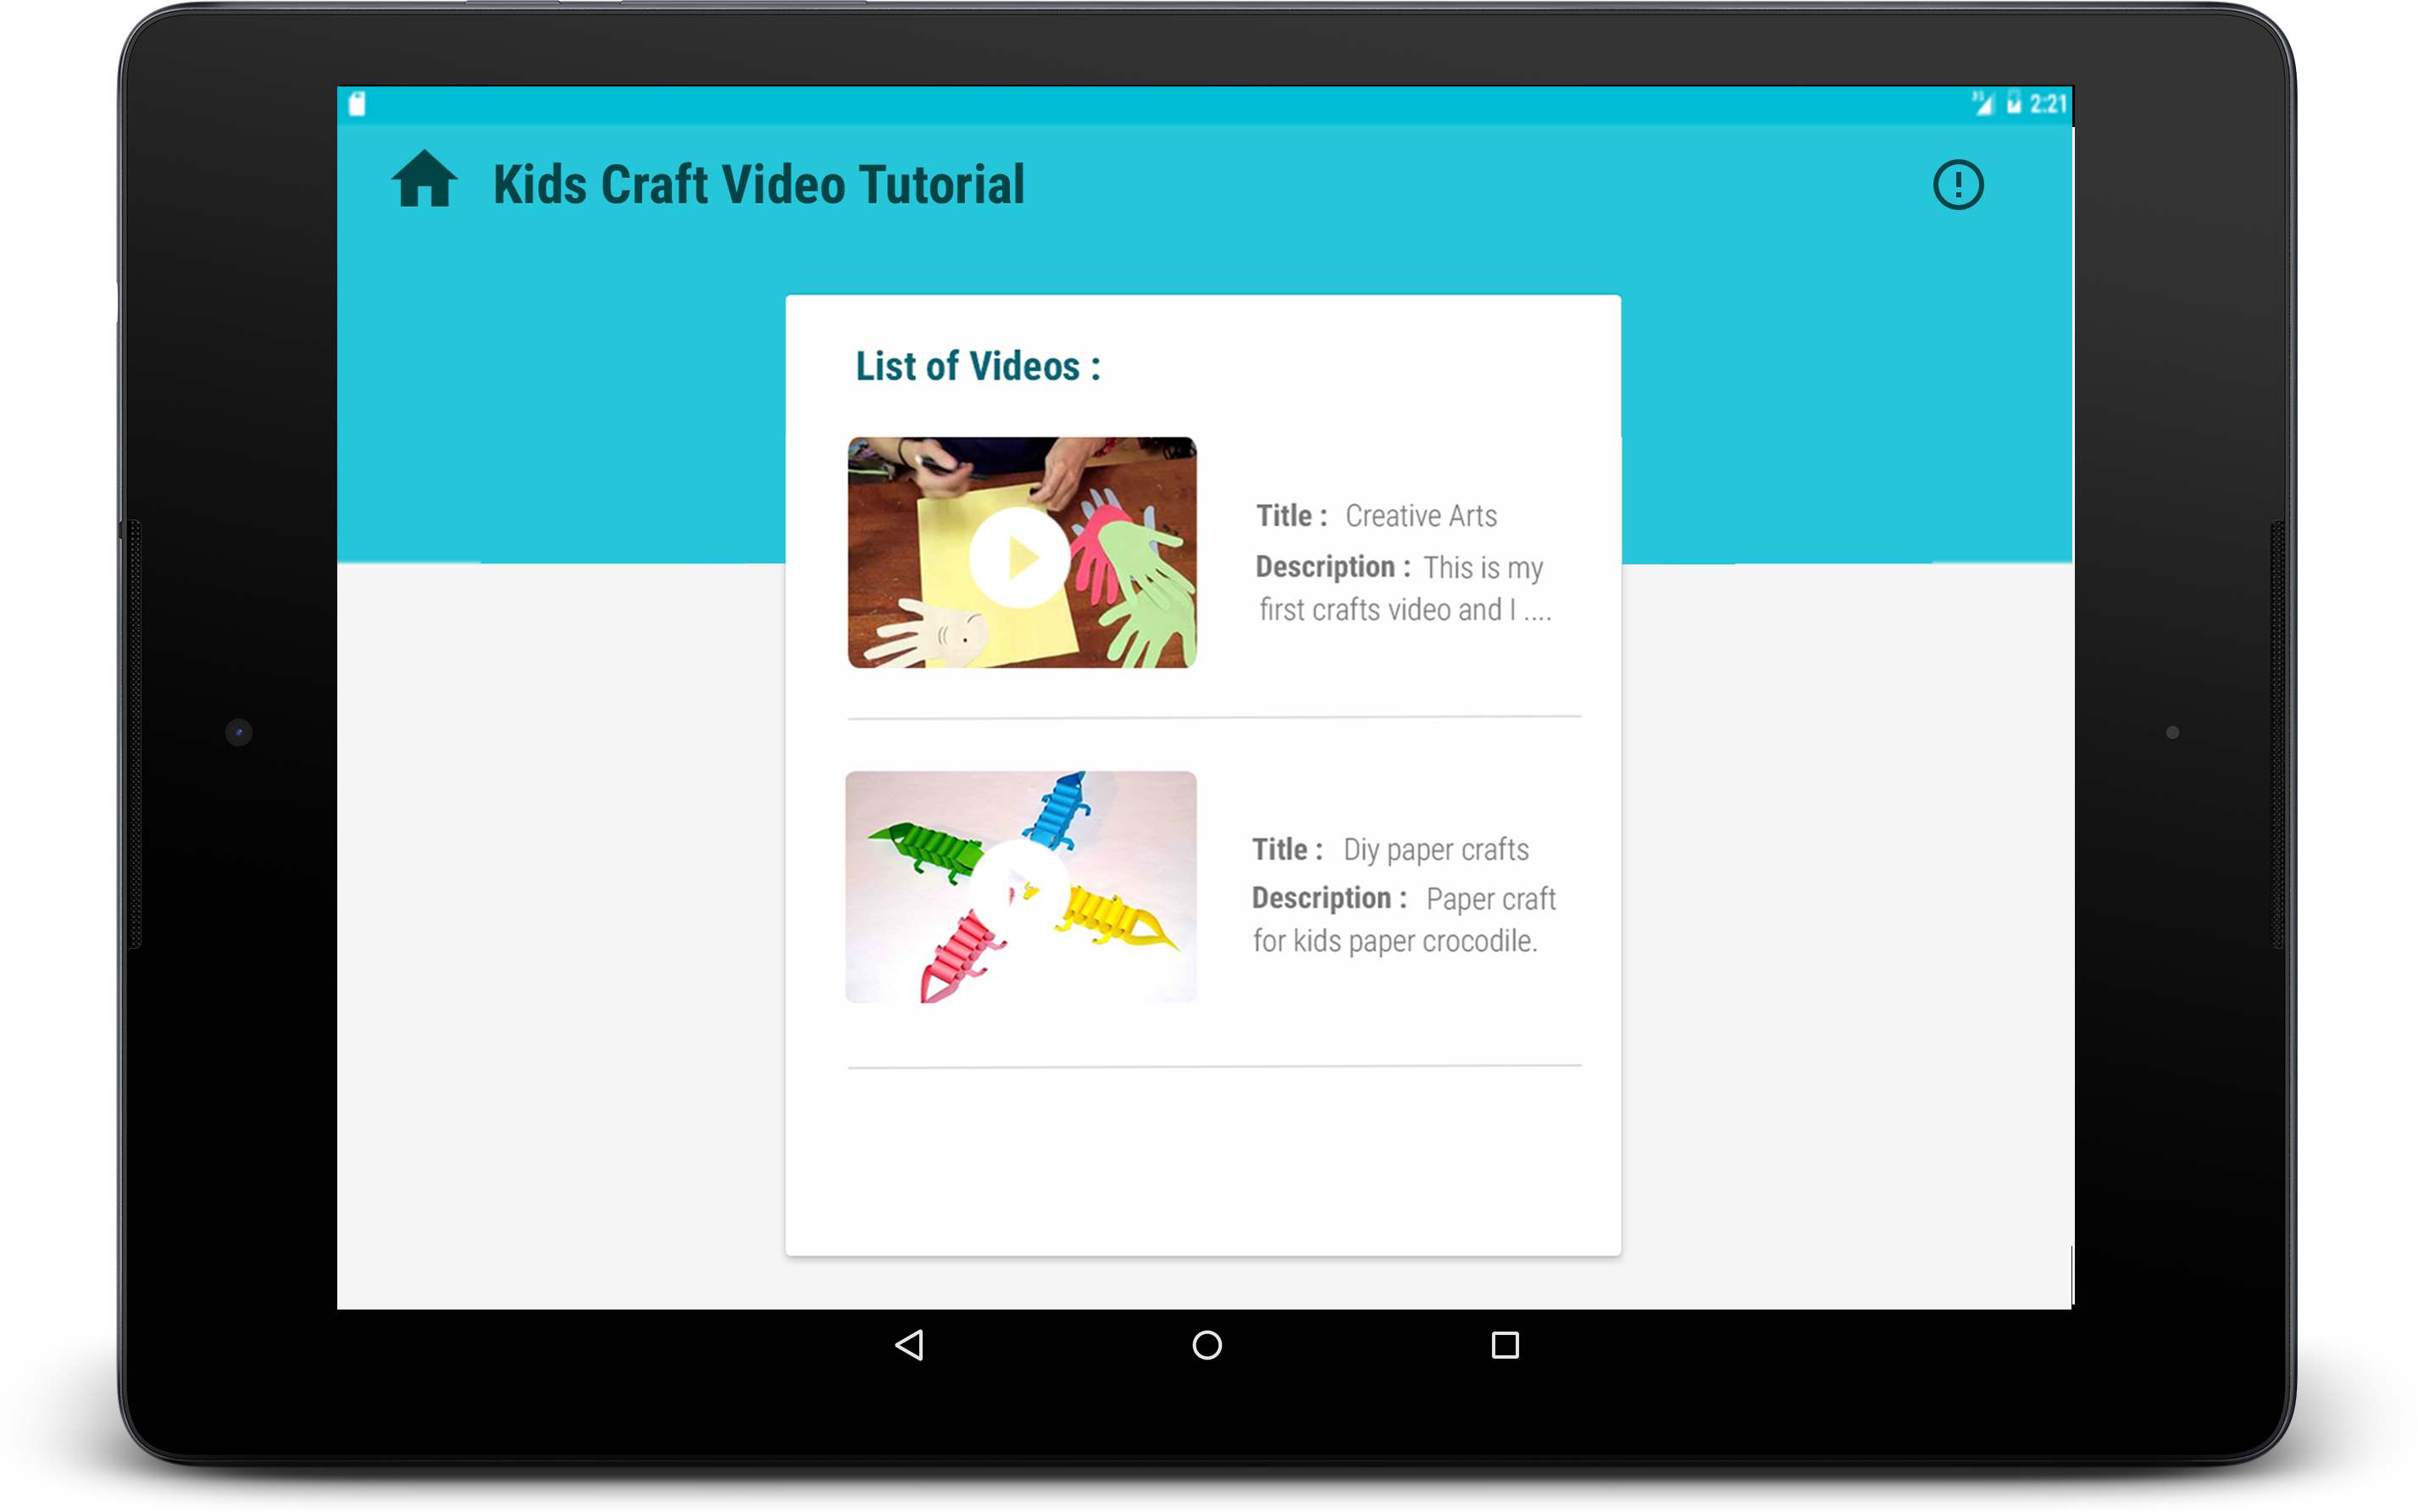 3G 2:21
Kids Craft Video Tutorial
List of Videos :
Title : Creative Arts
Description : This is my
first crafts video and I ....
Title : Diy paper crafts
Description : Paper craft
for kids paper crocodile.